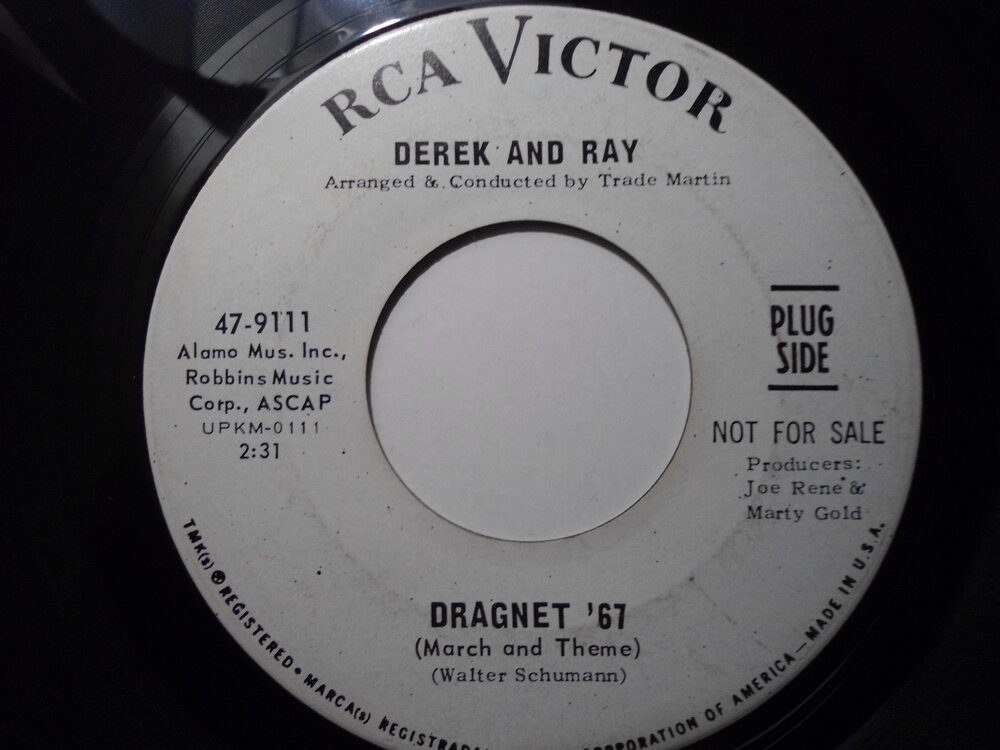 RCA VICTOR
DEREK AND RAY
Arranged & Conducted by Trade Martin
47-9111
Alamo Mus. Inc.,
Robbins Music
Corp., ASCAP
UPKM-0111
2:31
PLUG
SIDE
NOT FOR SALE
Producers:
Joe Rene &
Marty Gold
DRAGNET '67
(March and Theme)
(Walter Schumann)
TMK(s) ® REGISTERED • MARCA(s) OF AMERICA — MADE IN U.S.A.